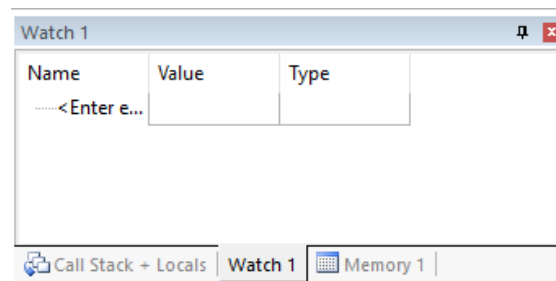 Watch 1
Name Value Type
<Enter e...
Call Stack + Locals Watch 1 Memory 1